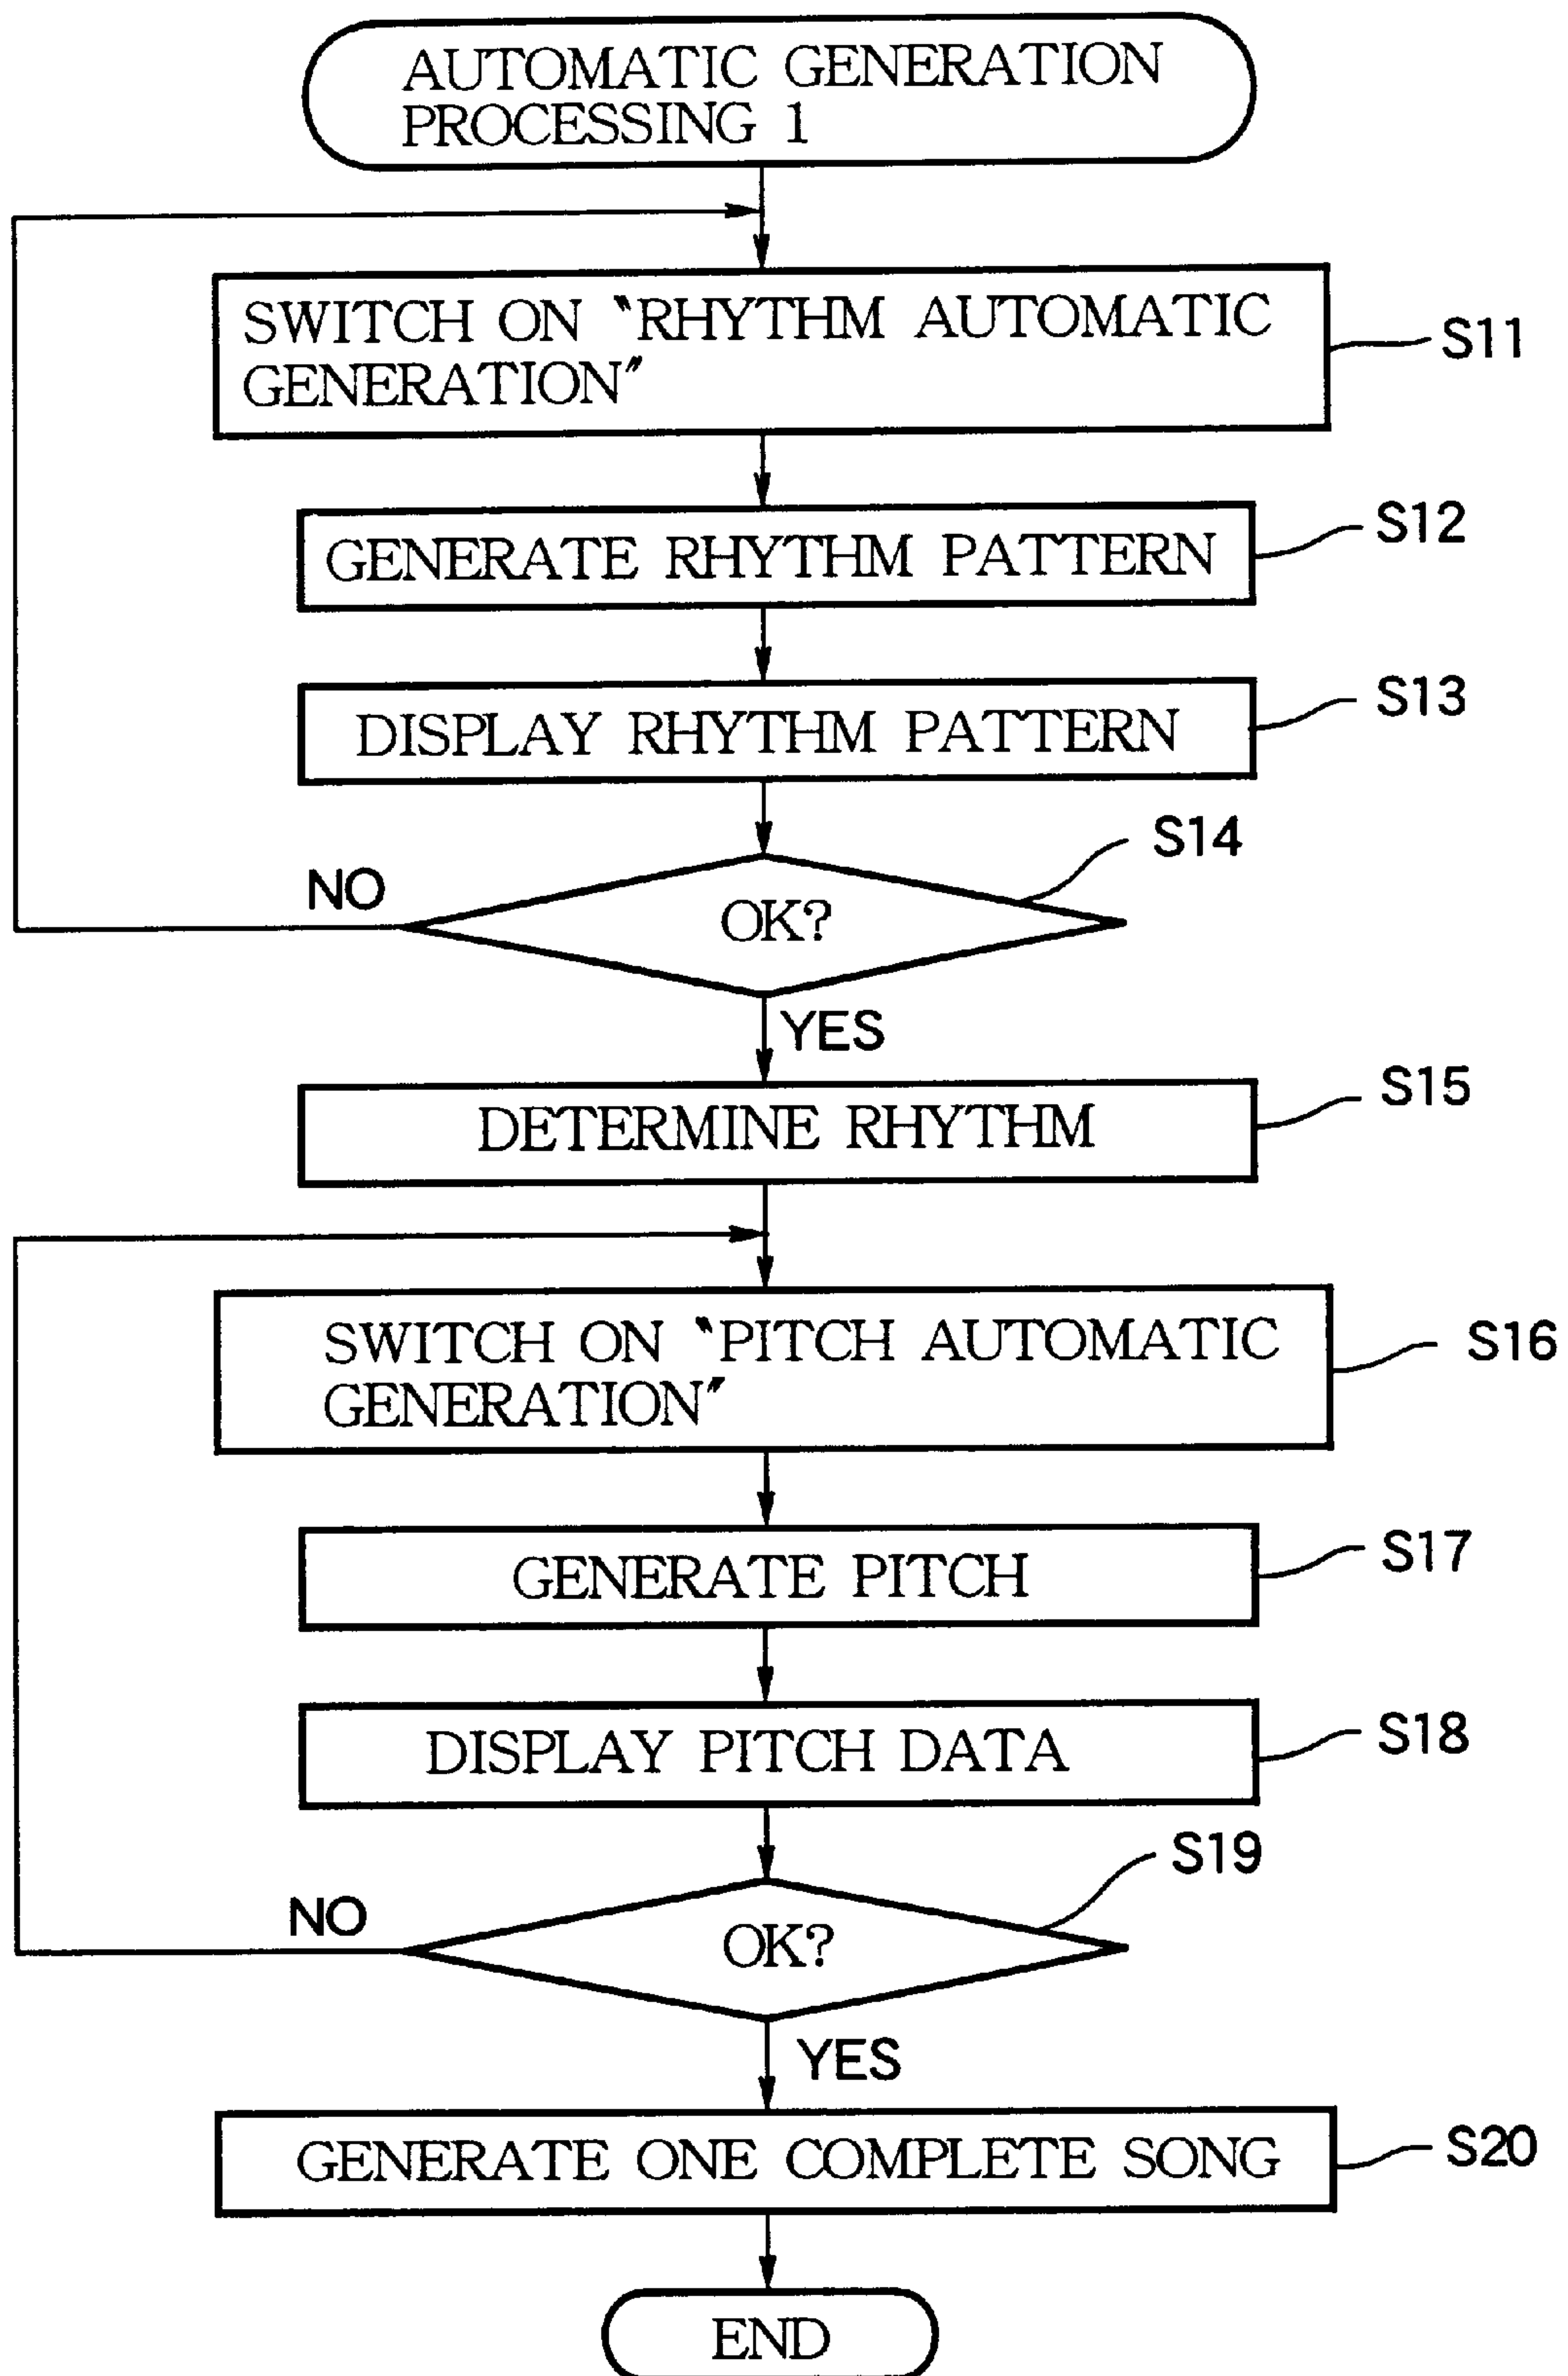 AUTOMATIC GENERATION
PROCESSING 1
SWITCH ON "RHYTHM AUTOMATIC
GENERATION"
S11
GENERATE RHYTHM PATTERN
S12
DISPLAY RHYTHM PATTERN
S13
S14
NO
OK?
YES
DETERMINE RHYTHM
S15
SWITCH ON "PITCH AUTOMATIC
GENERATION"
S16
GENERATE PITCH
S17
DISPLAY PITCH DATA
S18
S19
NO
OK?
YES
GENERATE ONE COMPLETE SONG
S20
END